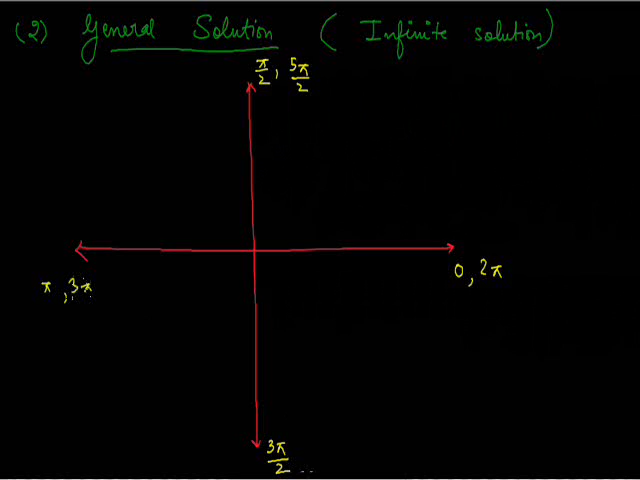 (2) General Solution (Infinite solution)
π/2, 5π/2
0, 2π
π, 3π
3π/2 ..